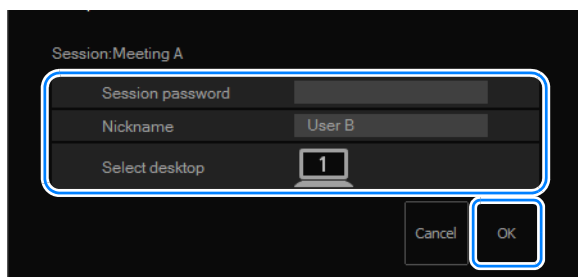 Session:Meeting A
Session password
Nickname User B
Select desktop 1
Cancel OK